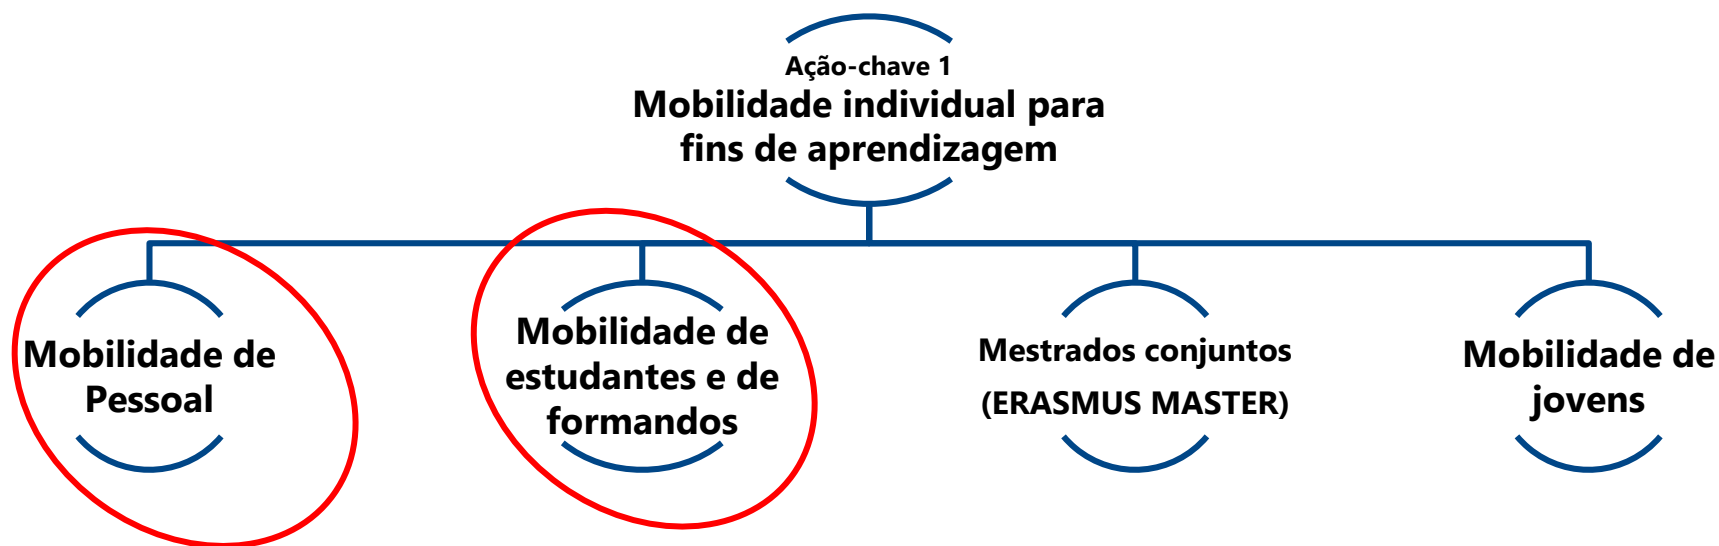 Ação-chave 1
Mobilidade individual para
fins de aprendizagem
Mobilidade de
Pessoal
Mobilidade de
estudantes e de
formandos
Mestrados conjuntos
(ERASMUS MASTER)
Mobilidade de
jovens